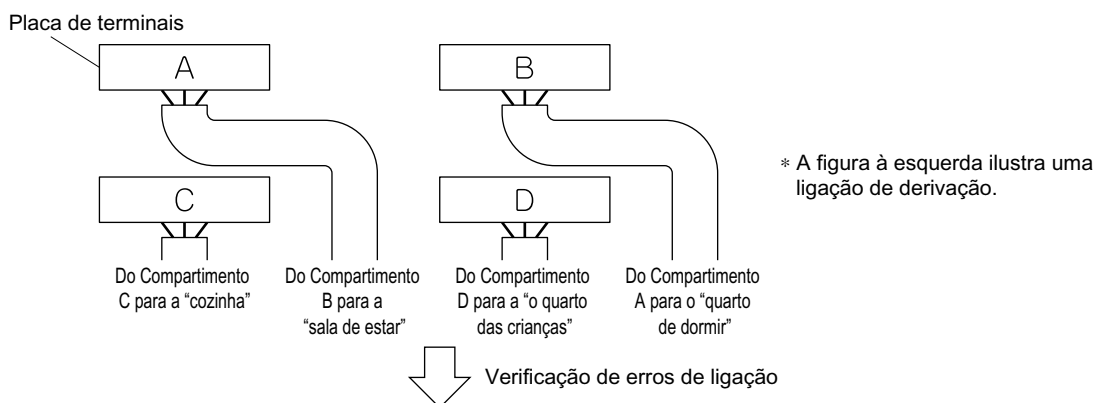 Placa de terminais
A
B
* A figura à esquerda ilustra uma
ligação de derivação.
C
D
Do Compartimento
C para a “cozinha”
Do Compartimento
B para a
“sala de estar”
Do Compartimento
D para a “o quarto
das crianças”
Do Compartimento
A para o “quarto
de dormir”
Verificação de erros de ligação